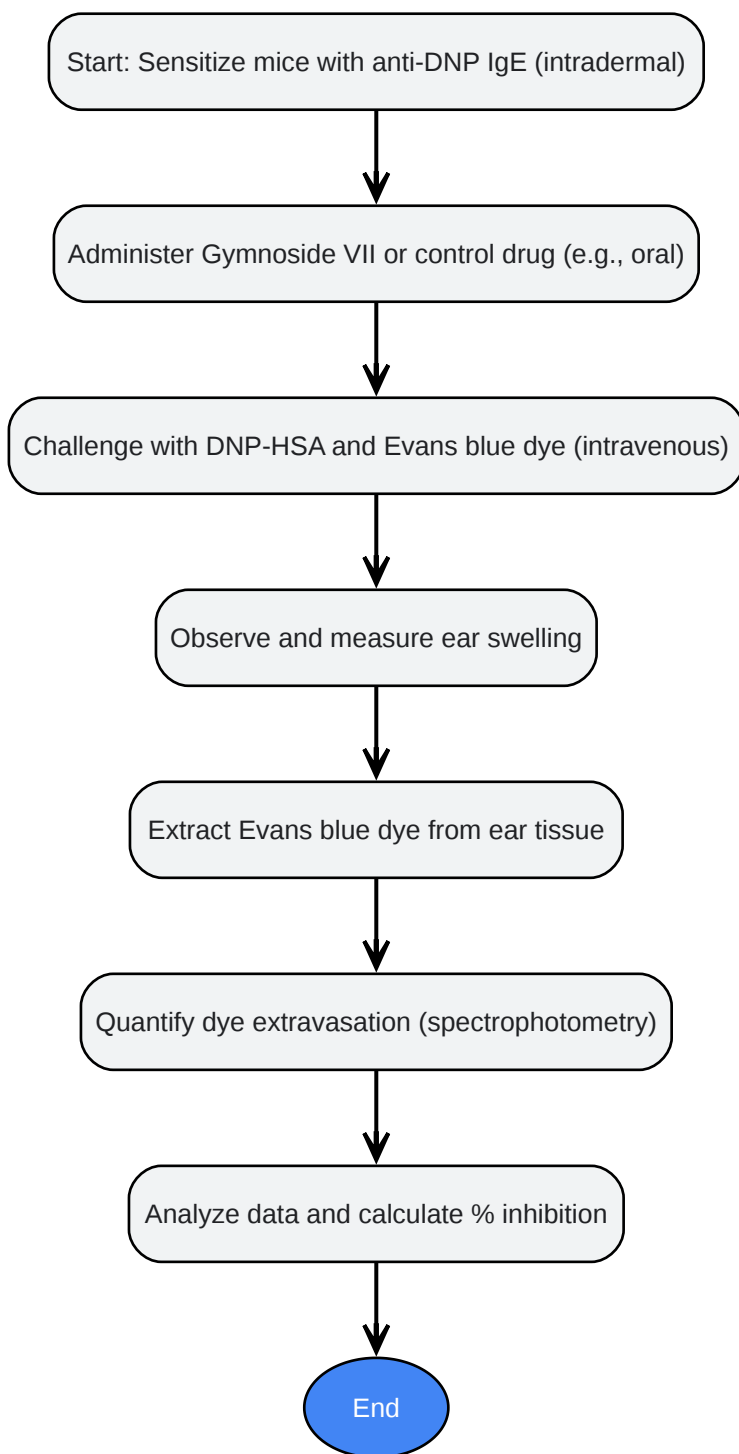 Start: Sensitize mice with anti-DNP IgE (intradermal)
Administer Gymnoside VII or control drug (e.g., oral)
Challenge with DNP-HSA and Evans blue dye (intravenous)
Observe and measure ear swelling
Extract Evans blue dye from ear tissue
Quantify dye extravasation (spectrophotometry)
Analyze data and calculate % inhibition
End